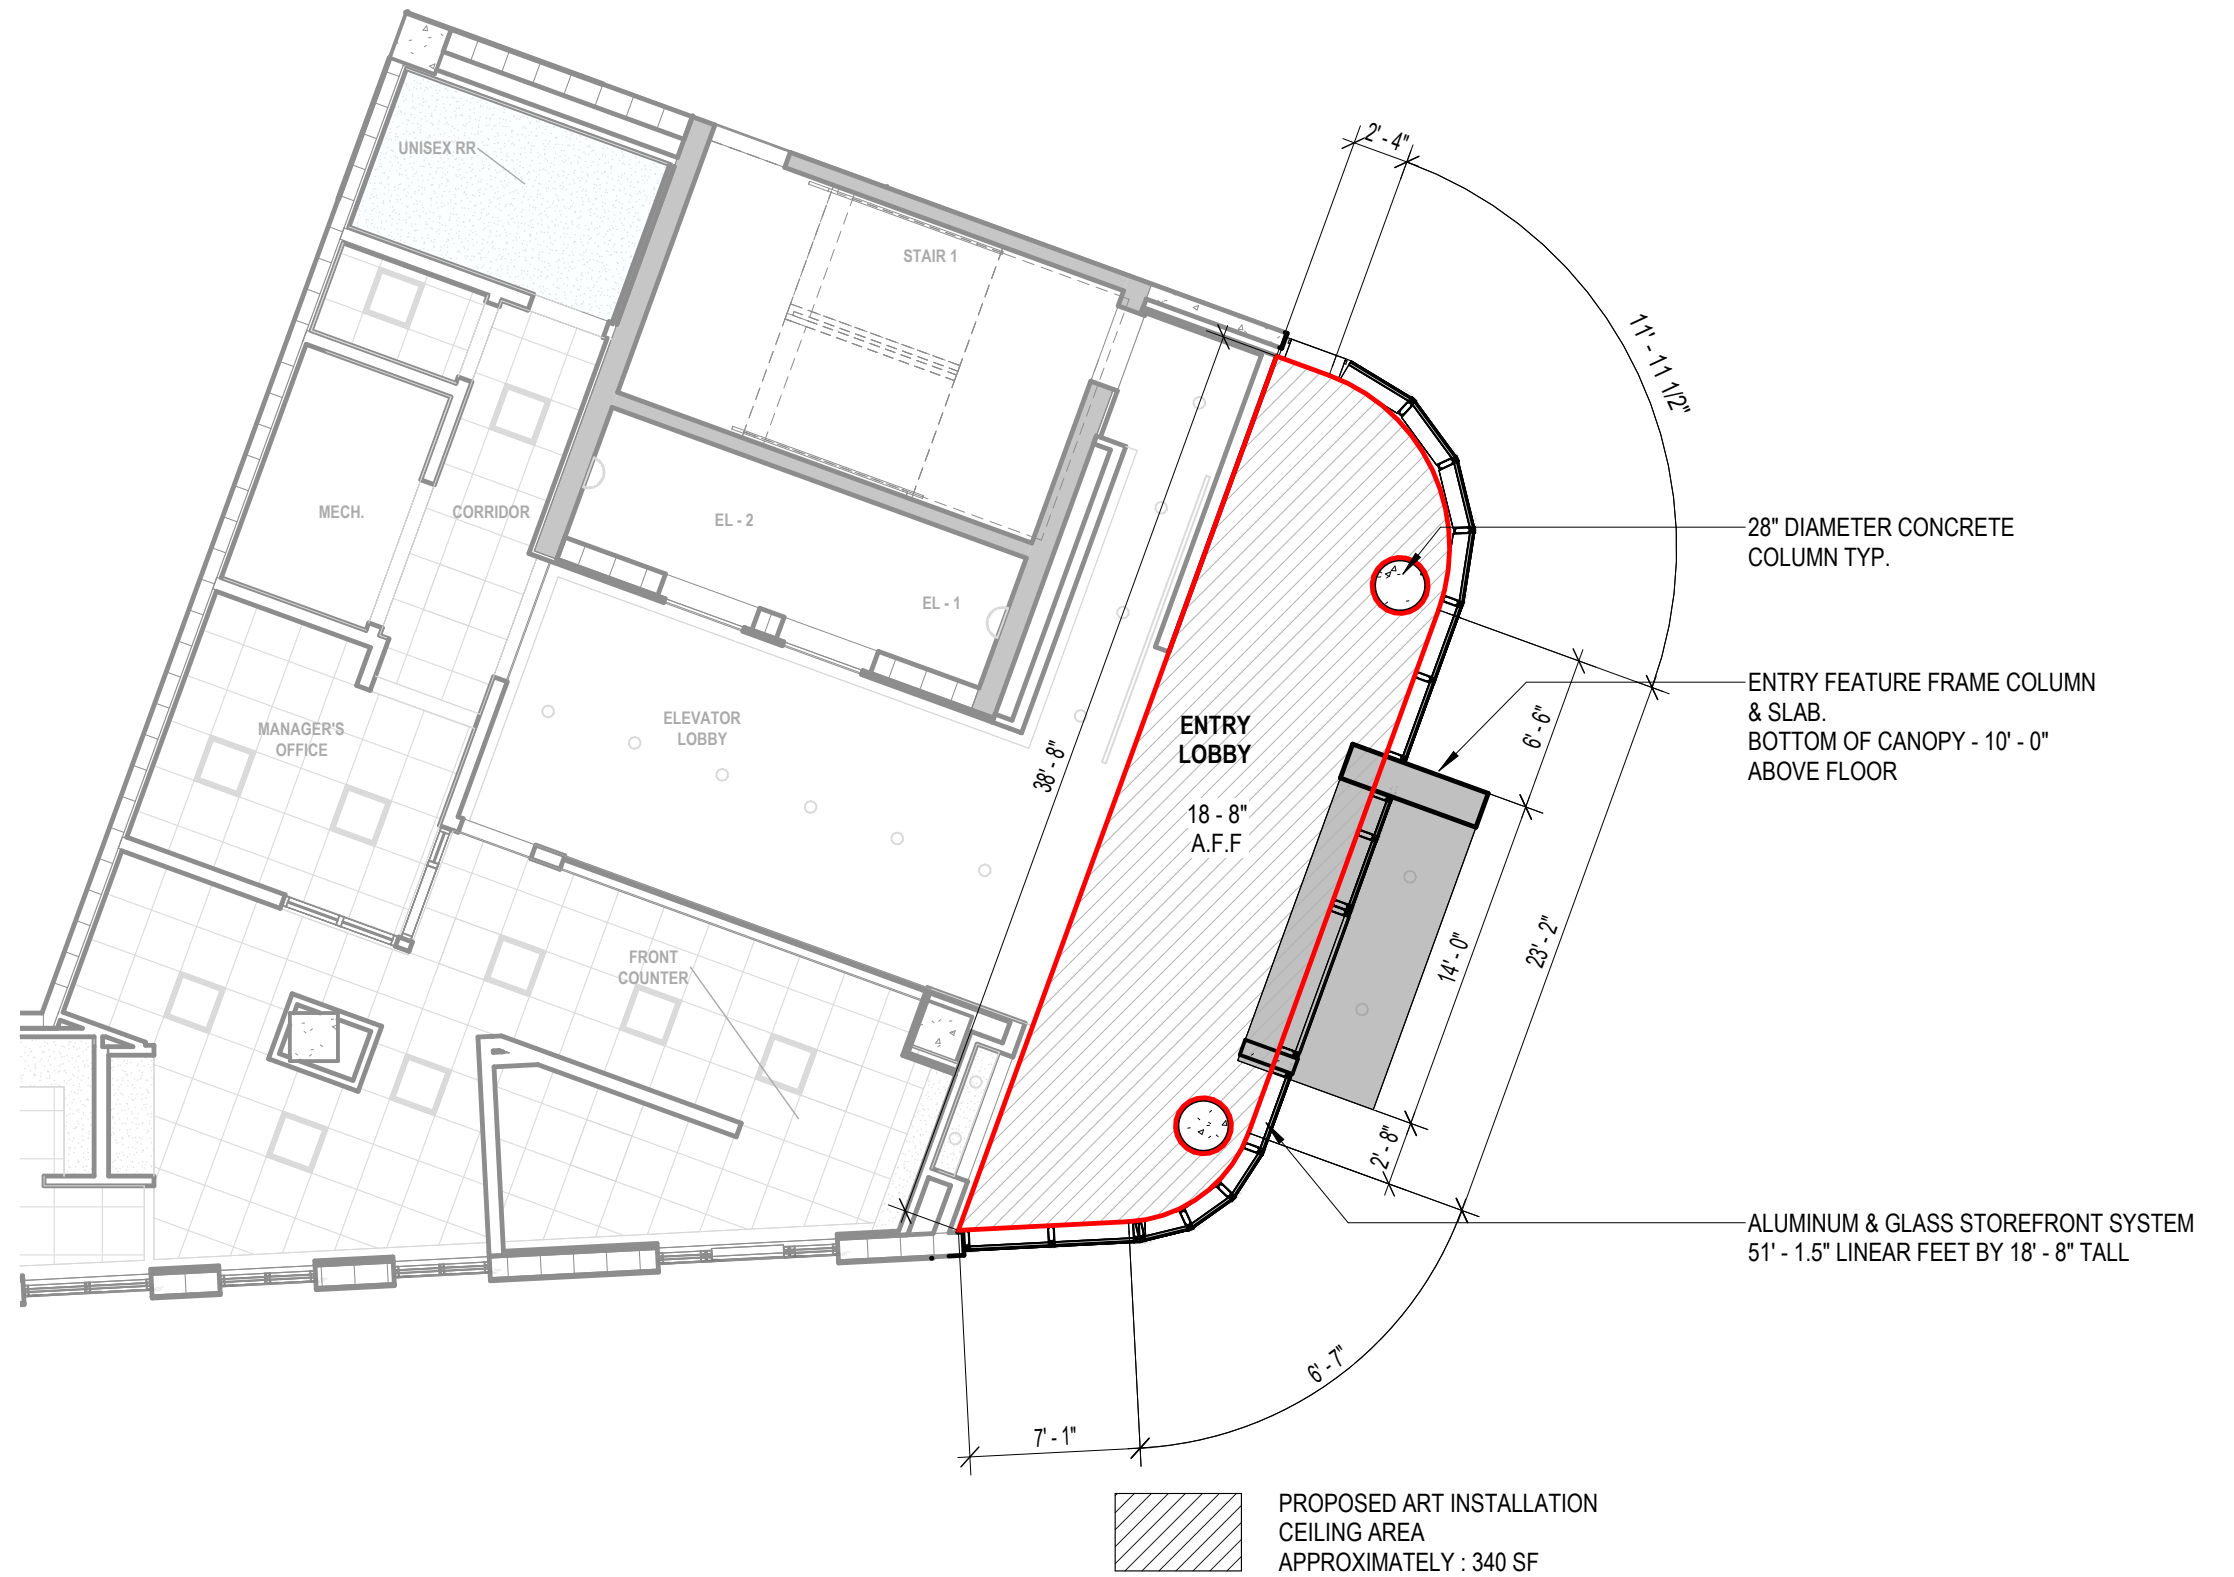 2' - 4"
UNISEX RR
STAIR 1
11' - 11 1/2"
MECH.
CORRIDOR
EL - 2
EL - 1
28" DIAMETER CONCRETE
COLUMN TYP.
ENTRY FEATURE FRAME COLUMN
& SLAB.
BOTTOM OF CANOPY - 10' - 0"
ABOVE FLOOR
MANAGER'S
OFFICE
ELEVATOR
LOBBY
38' - 8"
ENTRY
LOBBY
18 - 8"
A.F.F
6' - 6"
14' - 0"
23' - 2"
FRONT
COUNTER
2' - 8"
ALUMINUM & GLASS STOREFRONT SYSTEM
51' - 1.5" LINEAR FEET BY 18' - 8" TALL
6' - 7"
7' - 1"
PROPOSED ART INSTALLATION
CEILING AREA
APPROXIMATELY : 340 SF